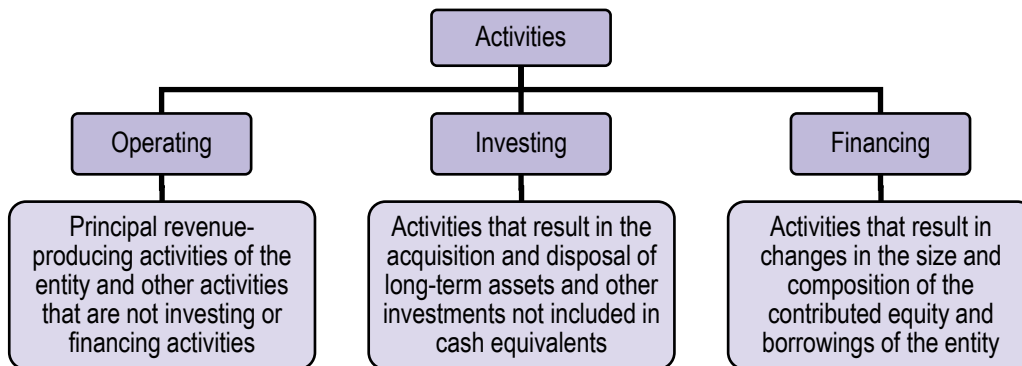 Activities
Operating
Investing
Financing
Principal revenue-
producing activities of the
entity and other activities
that are not investing or
financing activities
Activities that result in the
acquisition and disposal of
long-term assets and other
investments not included in
cash equivalents
Activities that result in
changes in the size and
composition of the
contributed equity and
borrowings of the entity